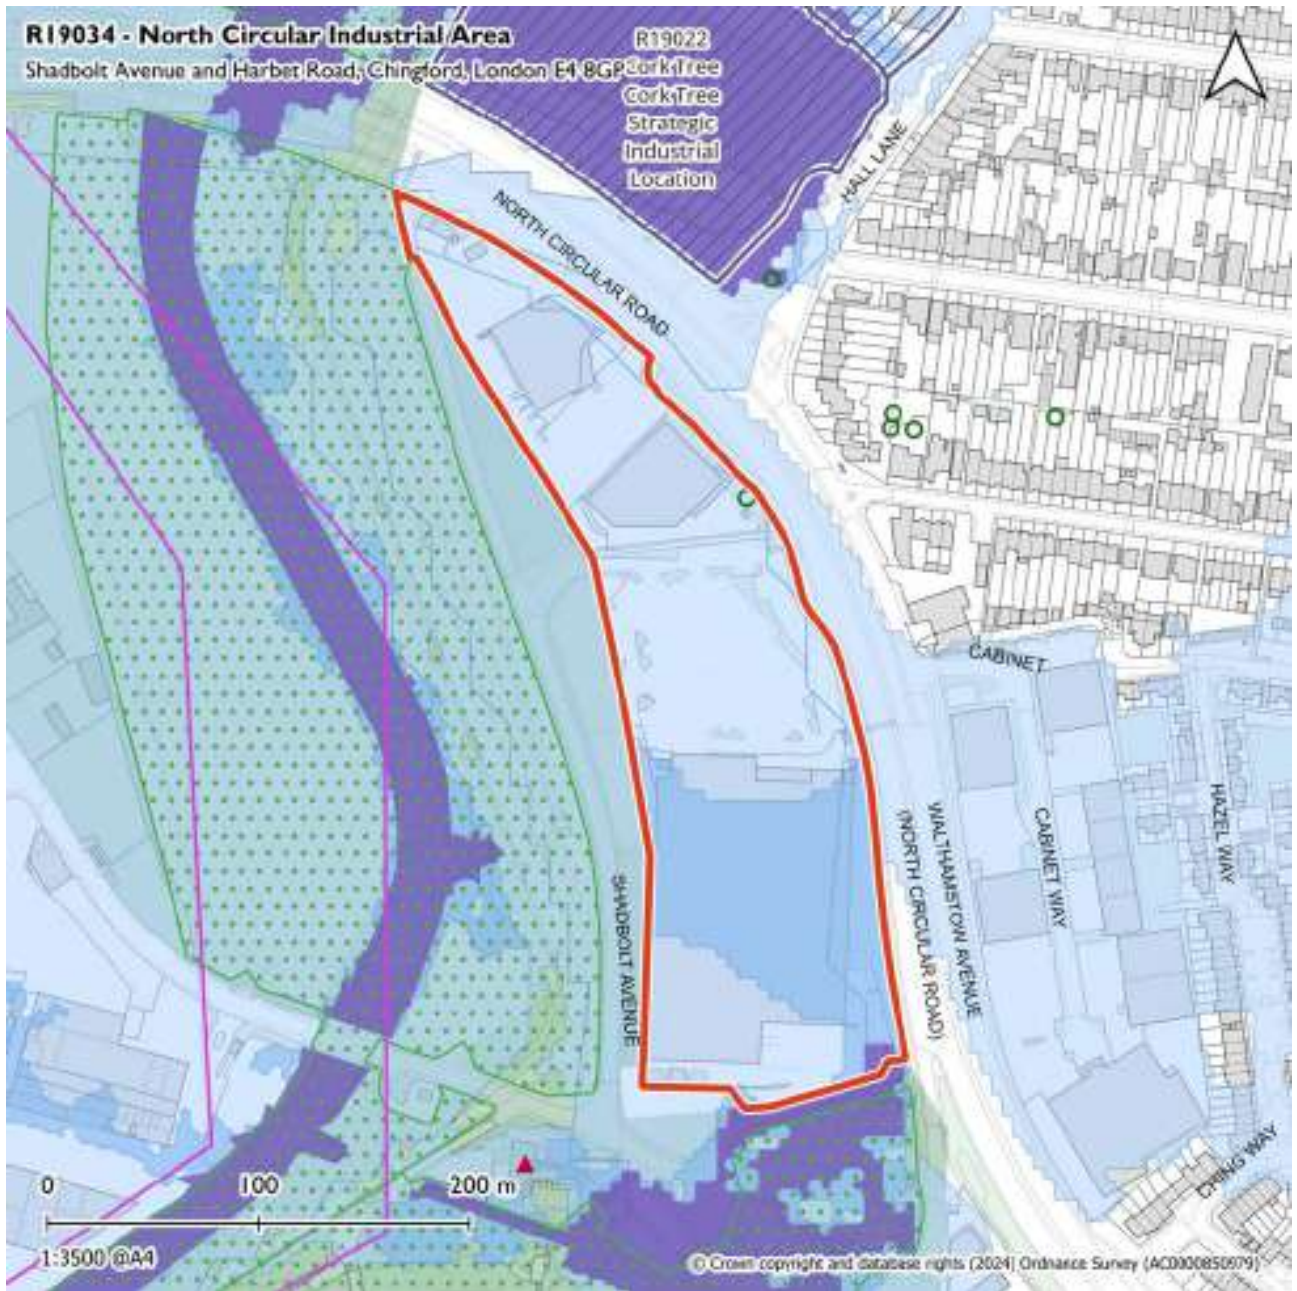 R19034 - North Circular Industrial Area
Shadbolt Avenue and Harbet Road, Chingford, London E4 8GP
R19022
Cork Tree
Cork Tree
Strategic
Industrial
Location
HALL LANE
NORTH CIRCULAR ROAD
CABINET
WALTHAMSTOW AVENUE
(NORTH CIRCULAR ROAD)
CABINET WAY
HAZEL WAY
SHADBOLT AVENUE
CHING WAY
0 100 200 m
1:3500 @A4
© Crown copyright and database rights (2024) Ordnance Survey (AC0000850979)